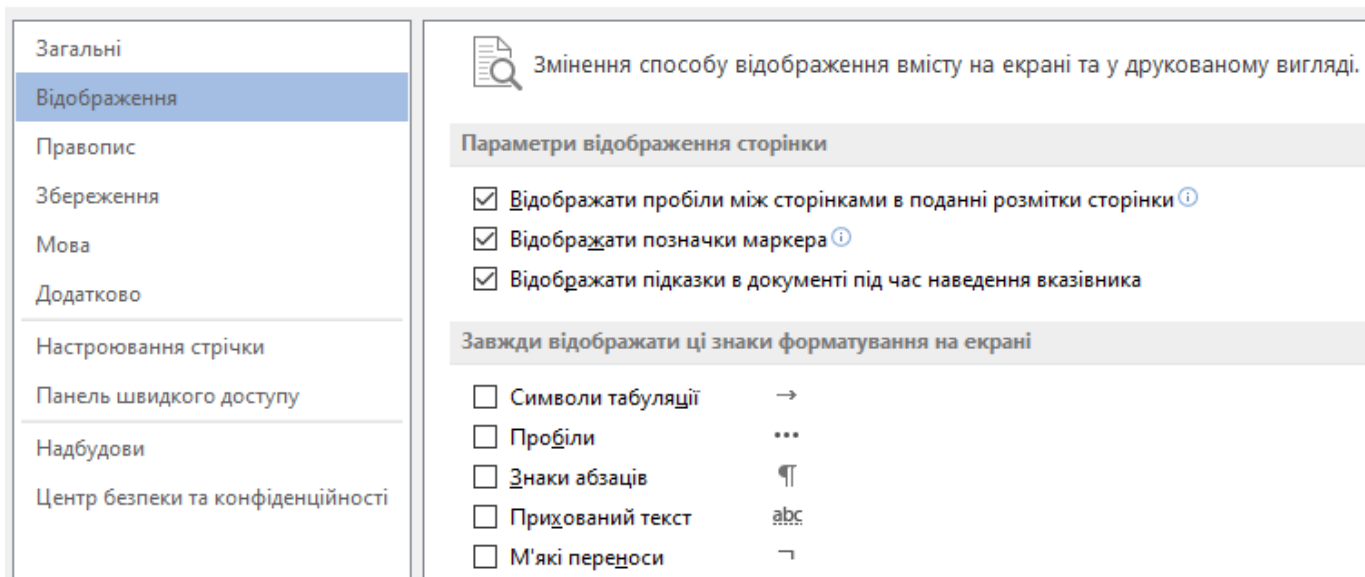 Загальні
Відображення
Правопис
Збереження
Мова
Додатково
Настроювання стрічки
Панель швидкого доступу
Надбудови
Центр безпеки та конфіденційності
Змінення способу відображення вмісту на екрані та у друкованому вигляді.
Параметри відображення сторінки
Відображати пробіли між сторінками в поданні розмітки сторінки
Відображати позначки маркера
Відображати підказки в документі під час наведення вказівника
Завжди відображати ці знаки форматування на екрані
Символи табуляції →
Пробіли •••
Знаки абзаців ¶
Прихований текст abc
М'які переноси ¬